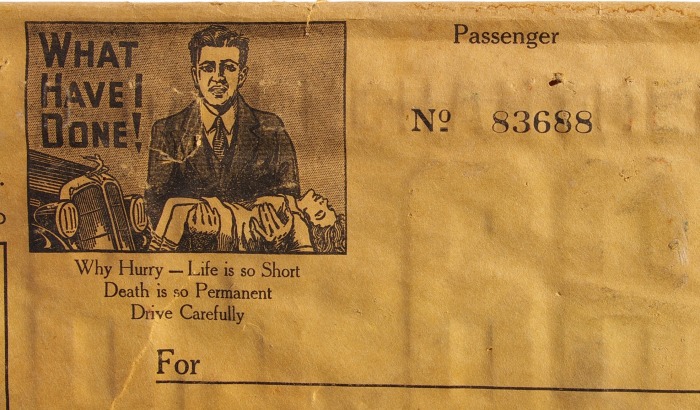 WHAT
HAVE I
DONE!
Passenger
Nº 83688
Why Hurry — Life is so Short
Death is so Permanent
Drive Carefully
For